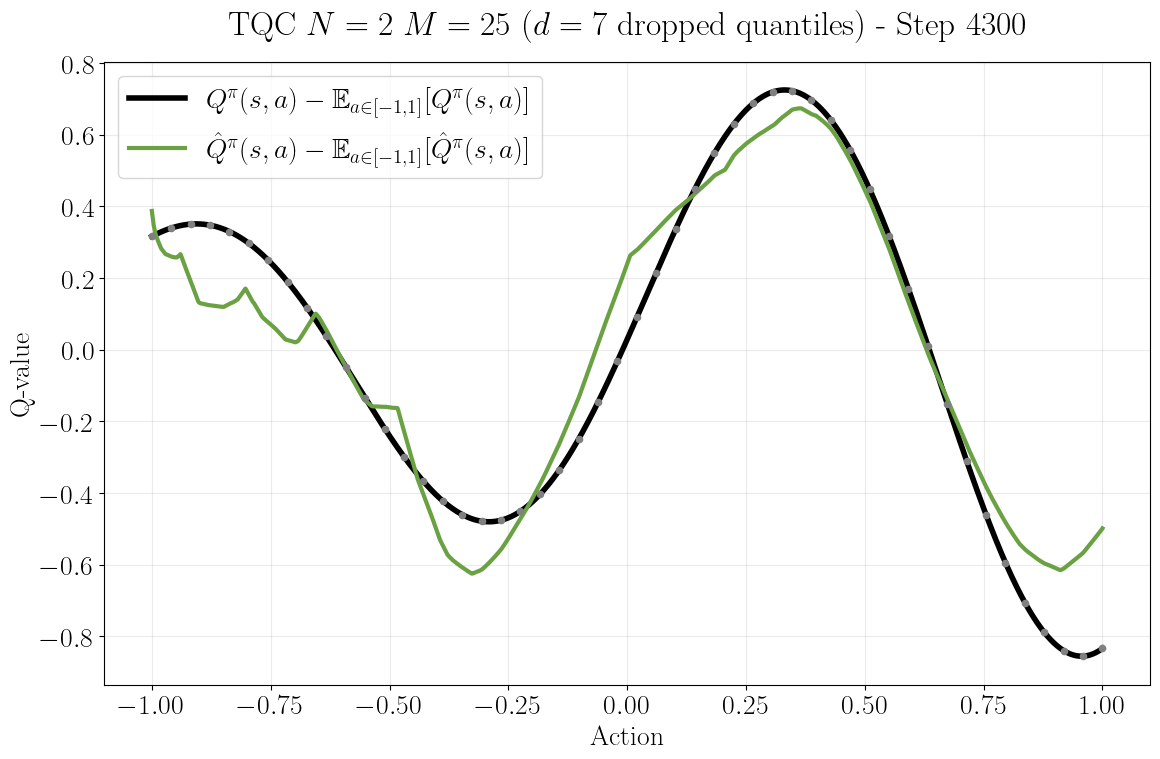 TQC $N = 2$ $M = 25$ ($d = 7$ dropped quantiles) - Step 4300
0.8
$Q^{\pi}(s, a) - \mathbb{E}_{a \in [-1,1]}[Q^{\pi}(s, a)]$
$\hat{Q}^{\pi}(s, a) - \mathbb{E}_{a \in [-1,1]}[\hat{Q}^{\pi}(s, a)]$
0.6
0.4
0.2
0.0
−0.2
−0.4
−0.6
−0.8
Q-value
−1.00 −0.75 −0.50 −0.25 0.00 0.25 0.50 0.75 1.00
Action